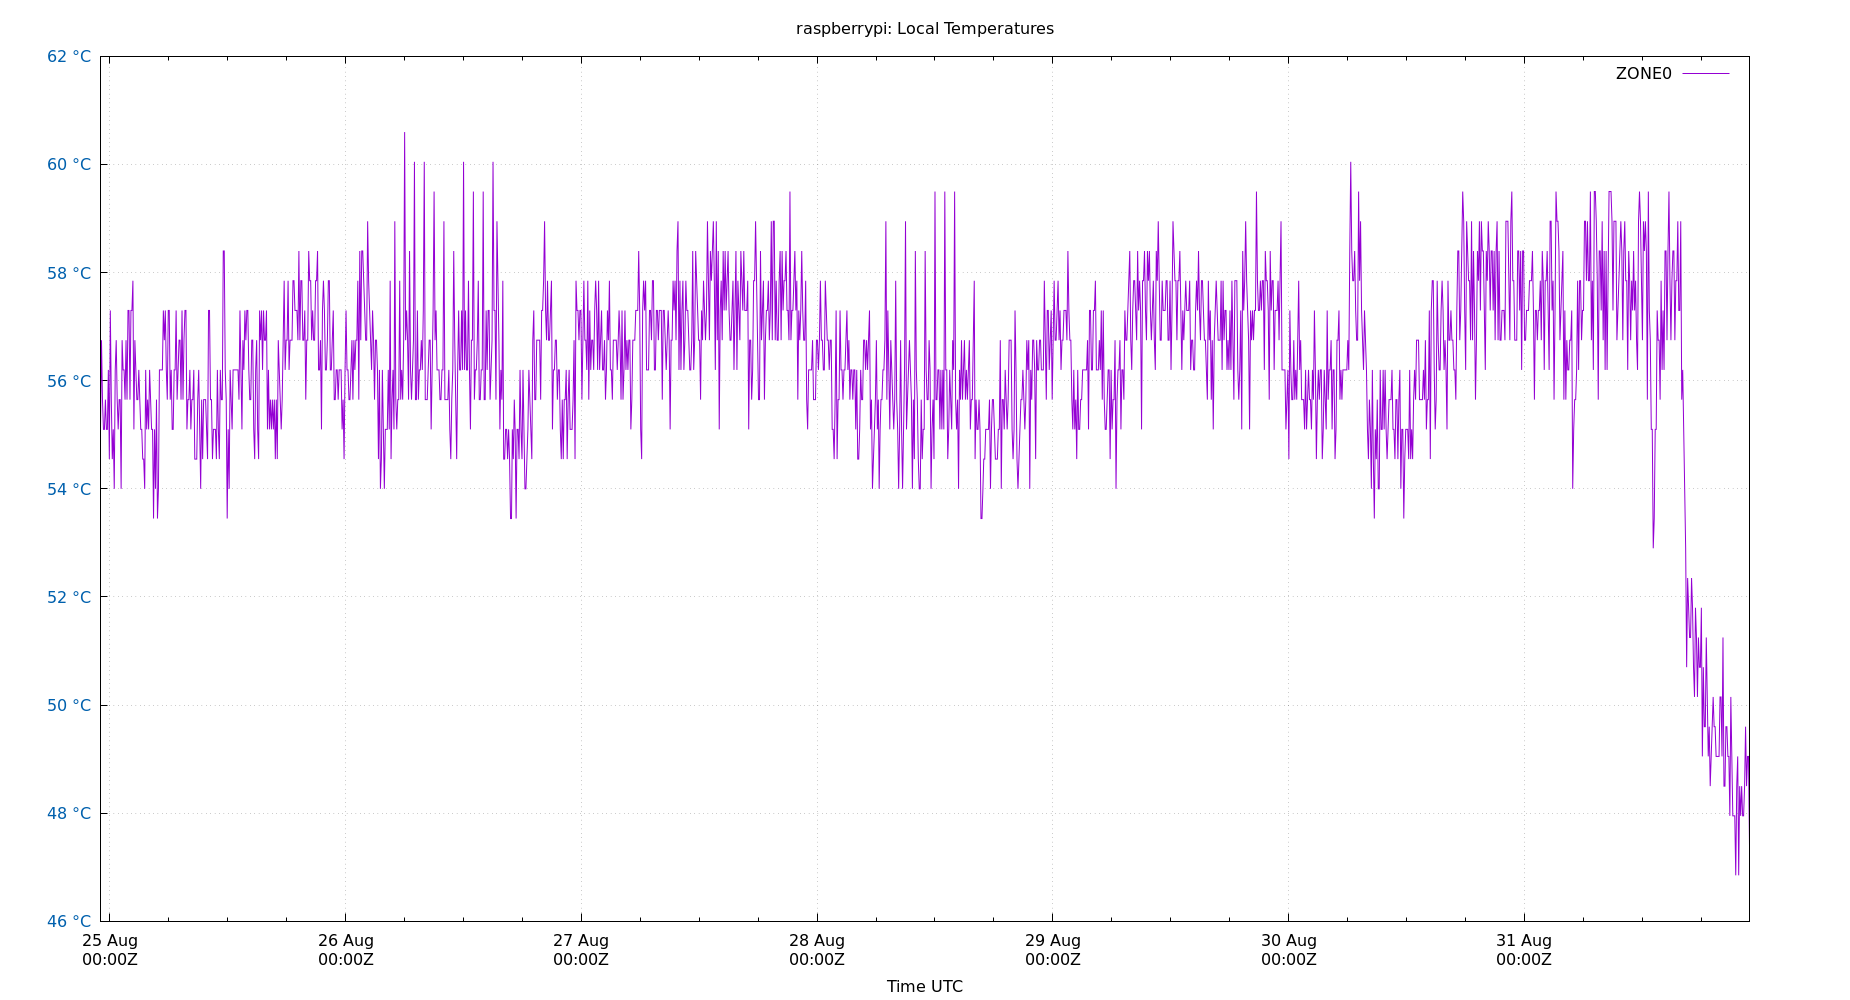 raspberrypi: Local Temperatures
ZONE0
62 °C
60 °C
58 °C
56 °C
54 °C
52 °C
50 °C
48 °C
46 °C
25 Aug 26 Aug 27 Aug 28 Aug 29 Aug 30 Aug 31 Aug
00:00Z 00:00Z 00:00Z 00:00Z 00:00Z 00:00Z 00:00Z
Time UTC